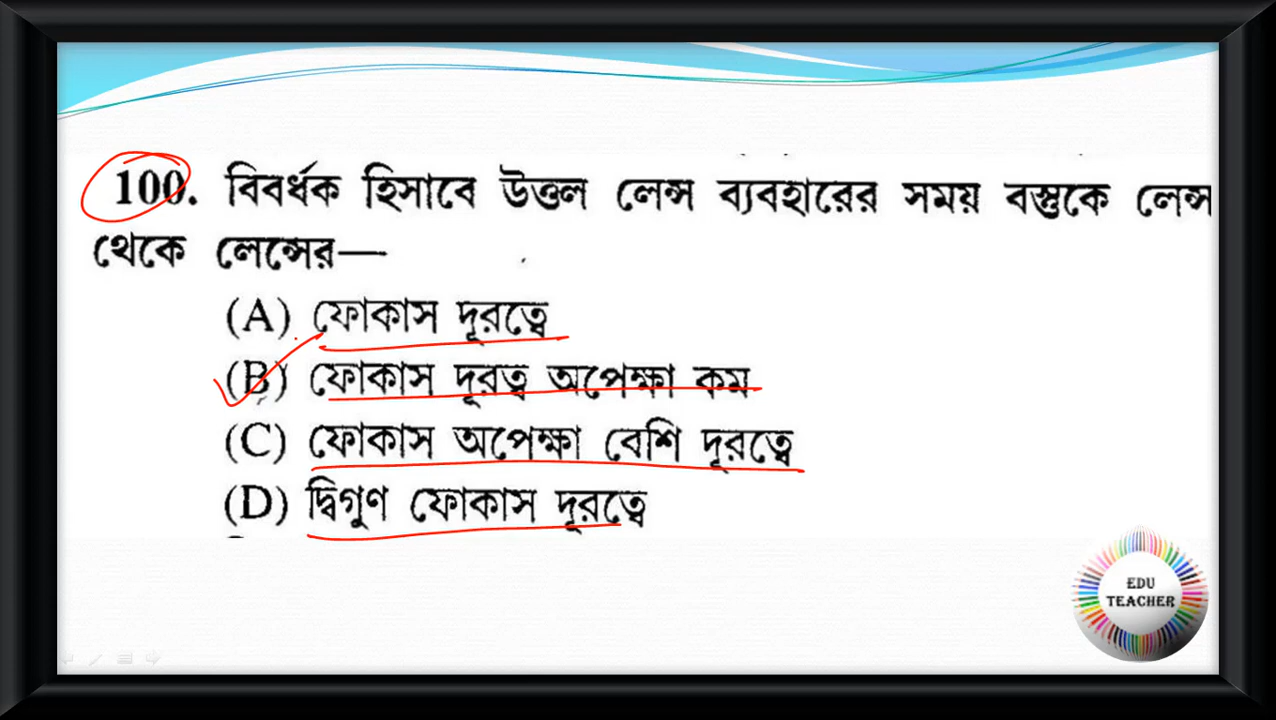 100. বিবর্ধক হিসাবে উত্তল লেন্স ব্যবহারের সময় বস্তুকে লেন্স
থেকে লেন্সের—
(A) ফোকাস দূরত্বে
(B) ফোকাস দূরত্ব অপেক্ষা কম
(C) ফোকাস অপেক্ষা বেশি দূরত্বে
(D) দ্বিগুণ ফোকাস দূরত্বে
EDU
TEACHER